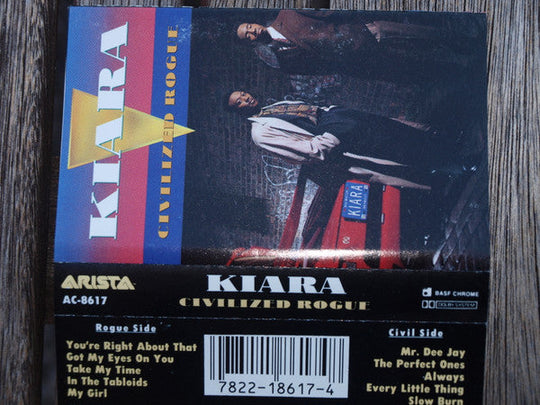 KIARA
CIVILIZED ROGUE
KIARA
ARISTA
AC-8617
KIARA
CIVILIZED ROGUE
BASF CHROME
DOLBY SYSTEM
Rogue Side
You're Right About That
Got My Eyes On You
Take My Time
In The Tabloids
My Girl
7822-18617-4
Civil Side
Mr. Dee Jay
The Perfect Ones
Always
Every Little Thing
Slow Burn